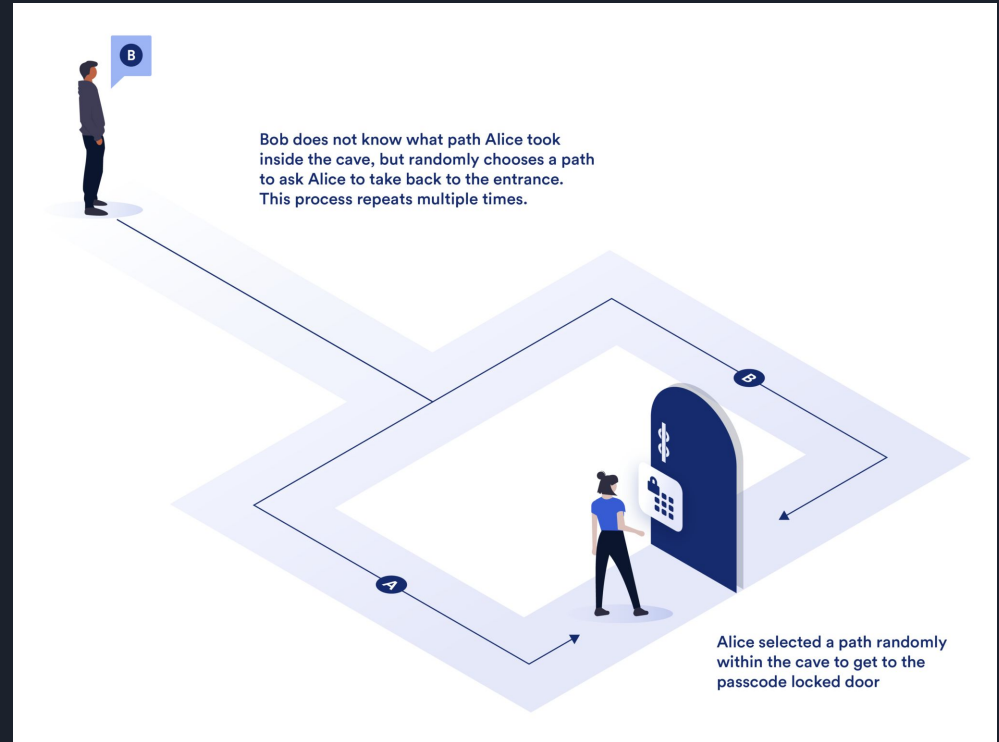 B
Bob does not know what path Alice took
inside the cave, but randomly chooses a path
to ask Alice to take back to the entrance.
This process repeats multiple times.
B
A
Alice selected a path randomly
within the cave to get to the
passcode locked door